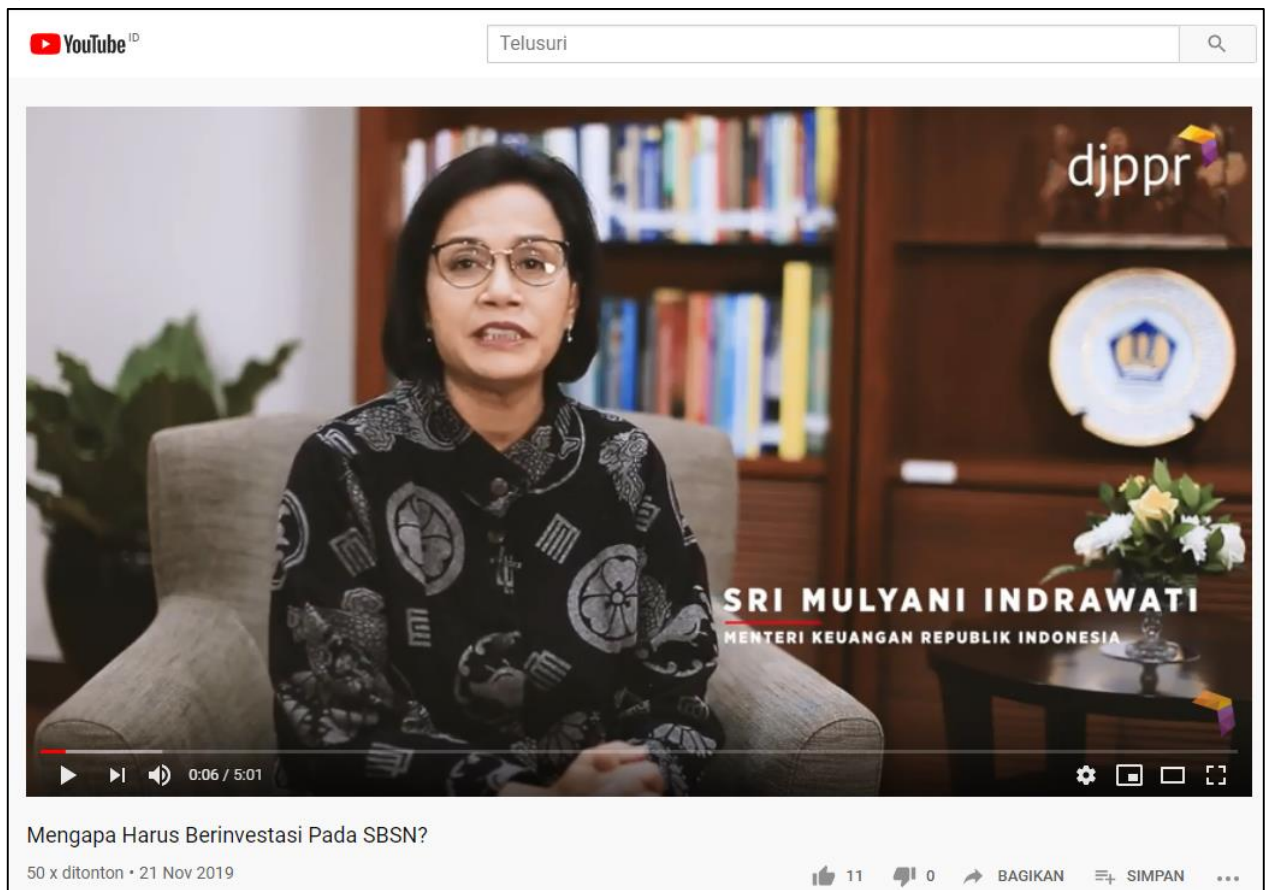 YouTube ID
Telusuri
djppr
SRI MULYANI INDRAWATI
MENTERI KEUANGAN REPUBLIK INDONESIA
0:06 / 5:01
Mengapa Harus Berinvestasi Pada SBSN?
50 x ditonton • 21 Nov 2019
11 0 BAGIKAN SIMPAN